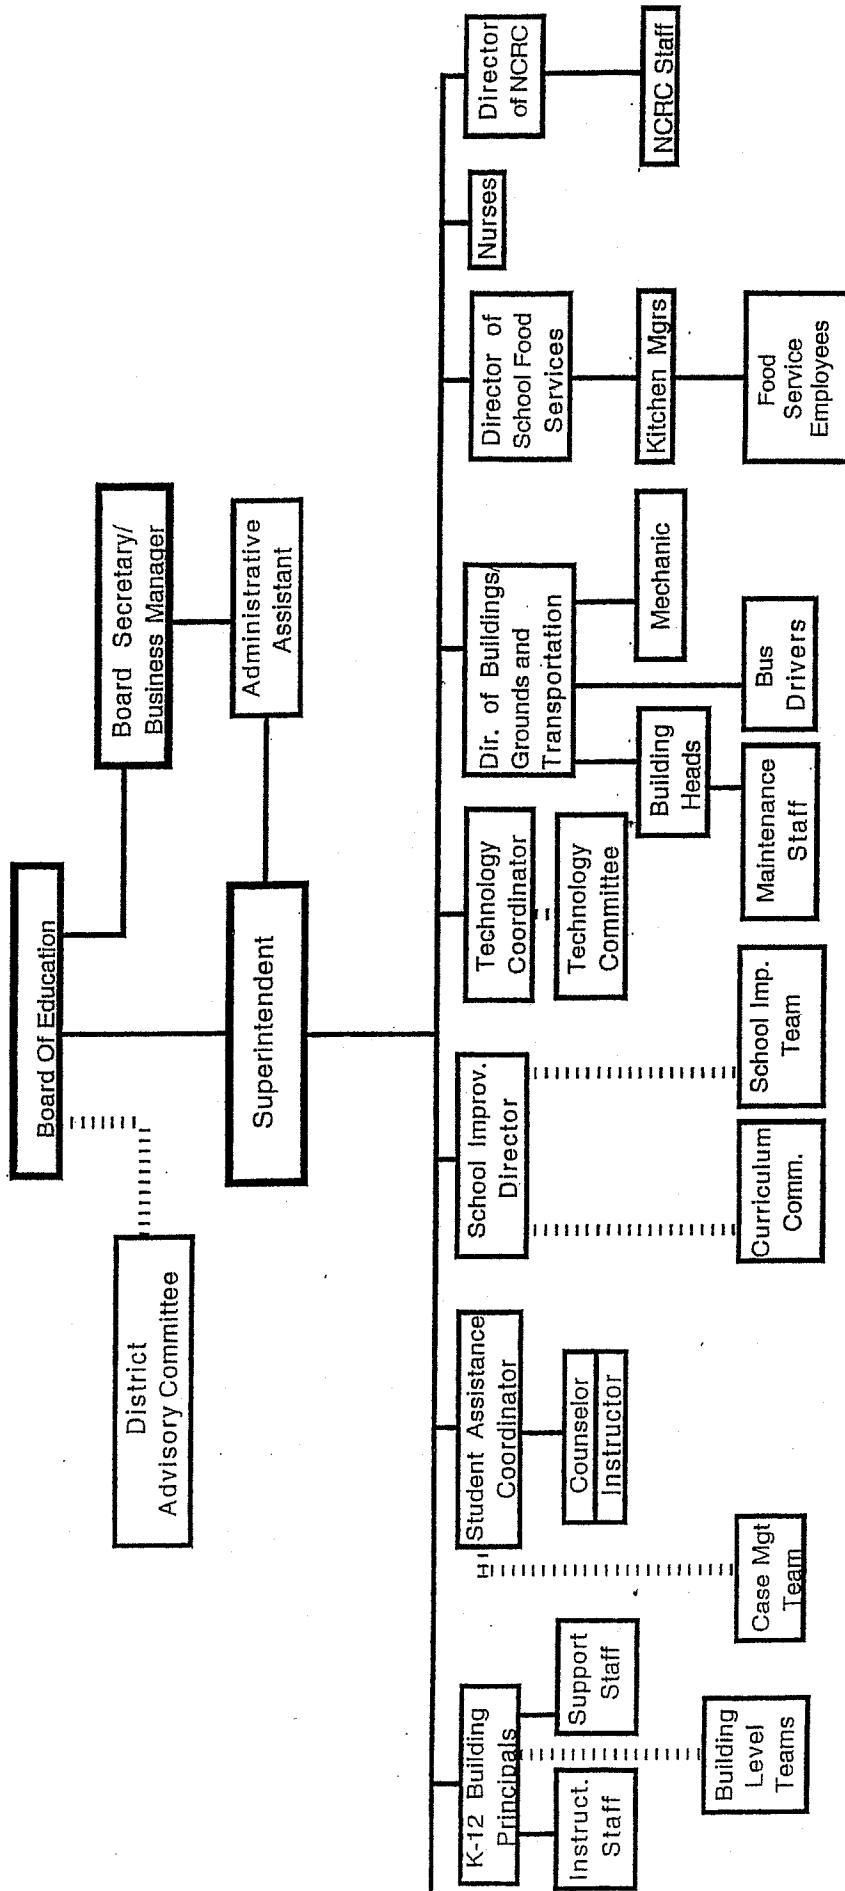 Board Of Education
Board Secretary/
Business Manager
District
Advisory Committee
Superintendent
Administrative
Assistant
K-12 Building
Principals
Instruct.
Staff
Support
Staff
Building
Level
Teams
Student Assistance
Coordinator
Counselor
Instructor
Case Mgt
Team
School Improv.
Director
Curriculum
Comm.
School Imp.
Team
Technology
Coordinator
Technology
Committee
Dir. of Buildings/
Grounds and
Transportation
Building
Heads
Maintenance
Staff
Bus
Drivers
Mechanic
Director of
School Food
Services
Kitchen Mgrs
Food
Service
Employees
Nurses
Director
of NCRC
NCRC Staff